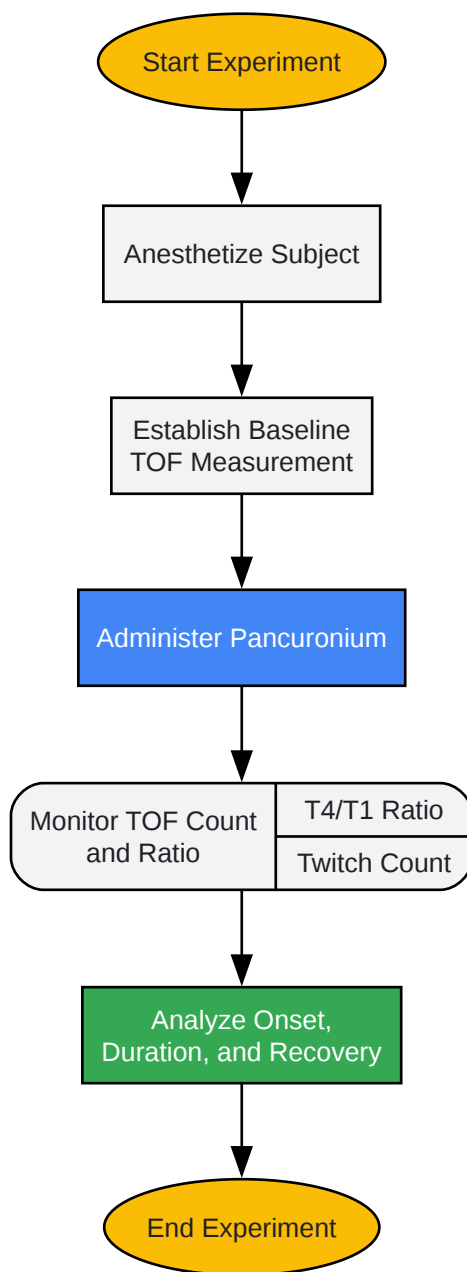 Start Experiment
Anesthetize Subject
Establish Baseline
TOF Measurement
Administer Pancuronium
Monitor TOF Count
and Ratio
T4/T1 Ratio
Twitch Count
Analyze Onset,
Duration, and Recovery
End Experiment